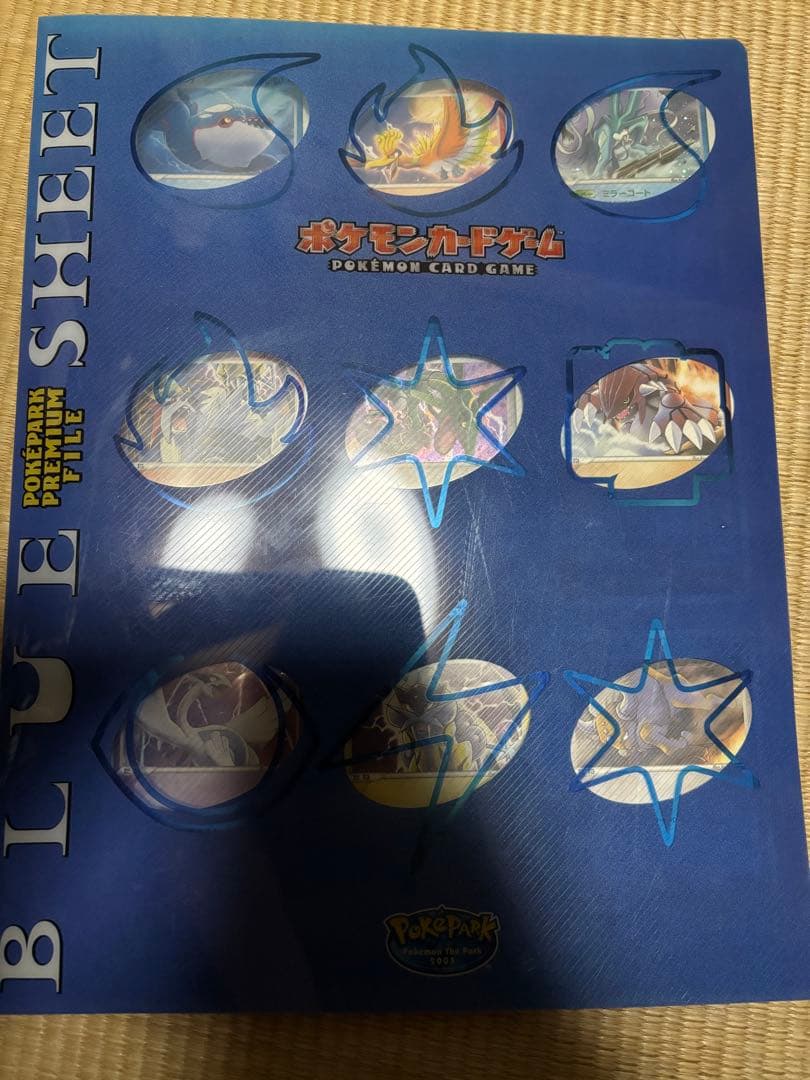 BLUE SHEET
POKÉPARK
PREMIUM
FILE
ミラーコート
ポケモンカードゲーム
POKÉMON CARD GAME
POKÉPARK
Pokémon The Park
2005